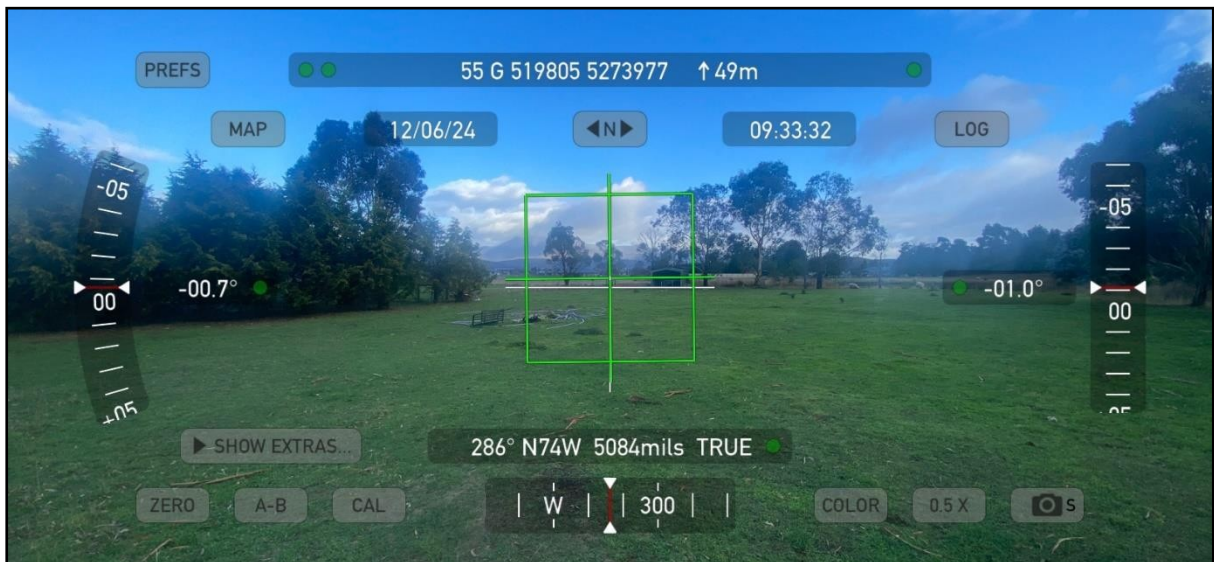 PREFS
55 G 519805 5273977 ↑49m
MAP
12/06/24
◀N▶
09:33:32
LOG
-05
-05
-00.7°
-01.0°
00
00
+05
▶ SHOW EXTRAS...
286° N74W 5084mils TRUE
ZERO
A-B
CAL
W
300
COLOR
0.5 X
S